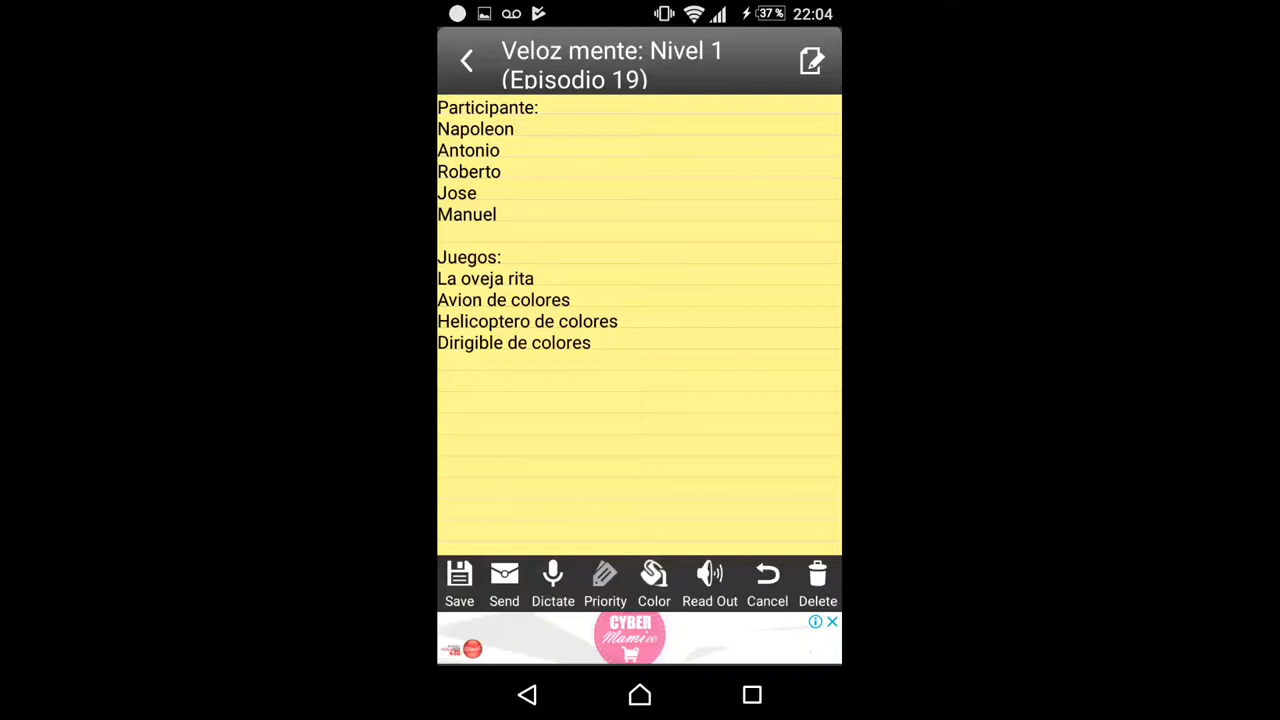 37 %
22:04
Veloz mente: Nivel 1
(Episodio 19)
Participante:
Napoleon
Antonio
Roberto
Jose
Manuel
Juegos:
La oveja rita
Avion de colores
Helicoptero de colores
Dirigible de colores
Save Send Dictate Priority Color Read Out Cancel Delete
CYBER